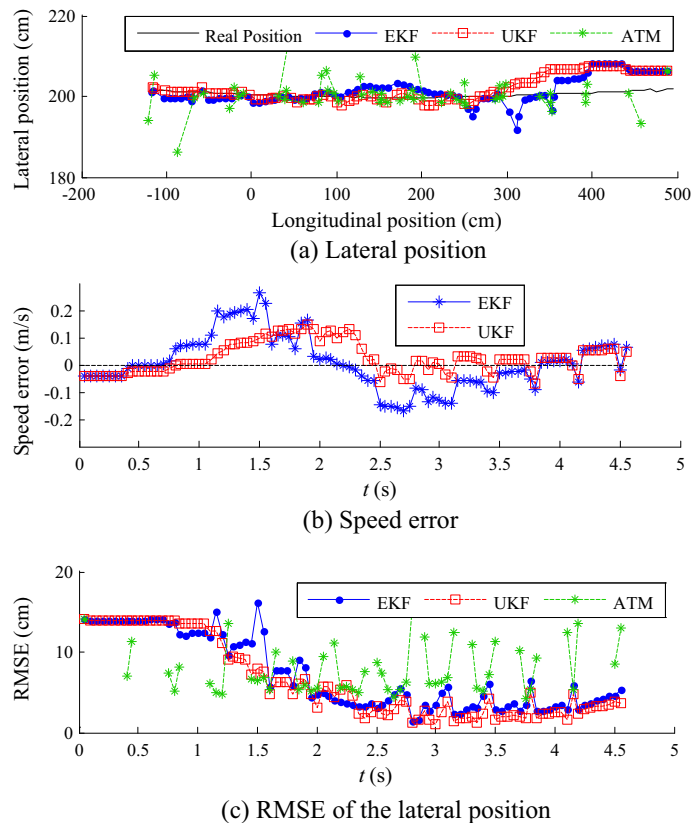 220
Real Position EKF UKF ATM
200
180
Lateral position (cm)
-200 -100 0 100 200 300 400 500
Longitudinal position (cm)
(a) Lateral position
0.2
0.1
0
-0.1
-0.2
Speed error (m/s)
EKF
UKF
0 0.5 1 1.5 2 2.5 3 3.5 4 4.5 5
t (s)
(b) Speed error
20
10
0
RMSE (cm)
EKF UKF ATM
0 0.5 1 1.5 2 2.5 3 3.5 4 4.5 5
t (s)
(c) RMSE of the lateral position